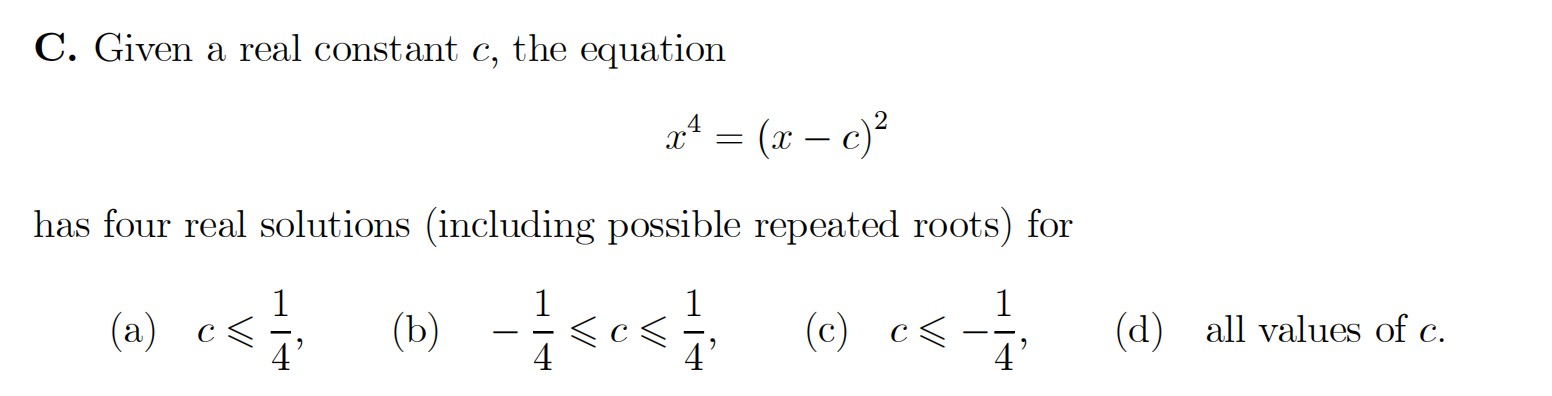 C. Given a real constant c, the equation
x⁴ = (x − c)²
has four real solutions (including possible repeated roots) for
(a) c ⩽ 1/4, (b) −1/4 ⩽ c ⩽ 1/4, (c) c ⩽ −1/4, (d) all values of c.